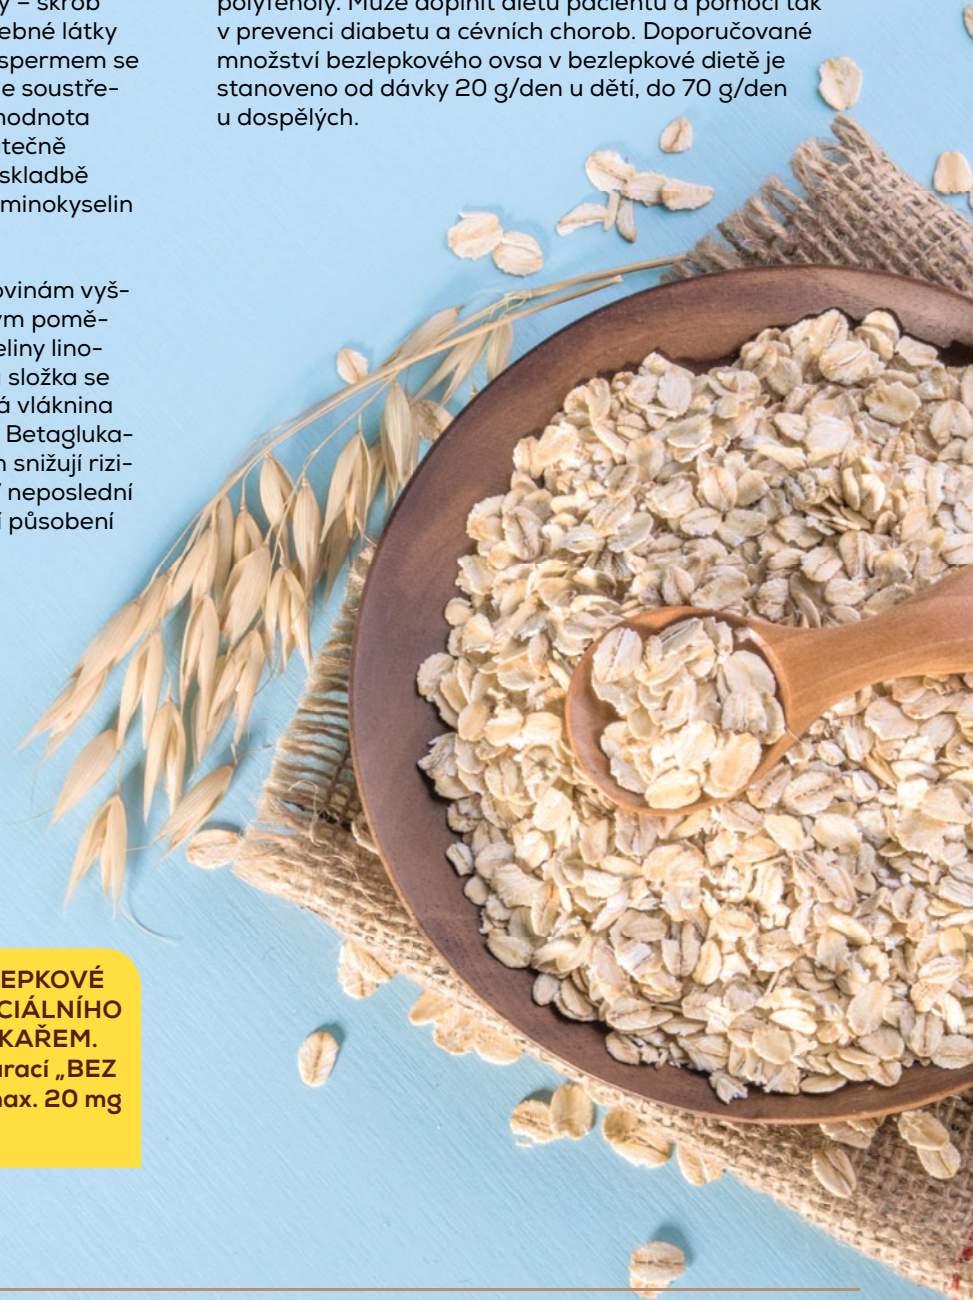 y – škrob
ebné látky
spermem se
e soustře-
hodnota
tečně
skladbě
minokyselin
ovinám vyš-
ým pomě-
eliny lino-
složka se
á vláknina
Betagluka-
snižují rizi-
neposlední
í působení
polyfenoly. Může doplnit dietu pacientů a pomoci tak
v prevenci diabetu a cévních chorob. Doporučované
množství bezlepkového ovsa v bezlepkové dietě je
stanoveno od dávky 20 g/den u dětí, do 70 g/den
u dospělých.
LEPKOVÉ
CIÁLNÍHO
KAŘEM.
arací „BEZ
max. 20 mg